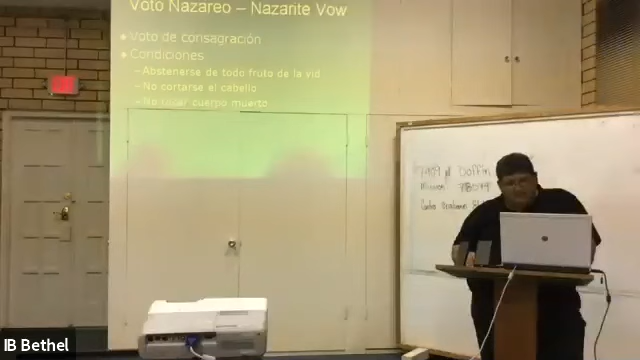 Voto Nazareo – Nazarite Vow
Voto de consagración
Condiciones
– Abstenerse de todo fruto de la vid
– No cortarse el cabello
– No tocar cuerpo muerto
Mission
IB Bethel